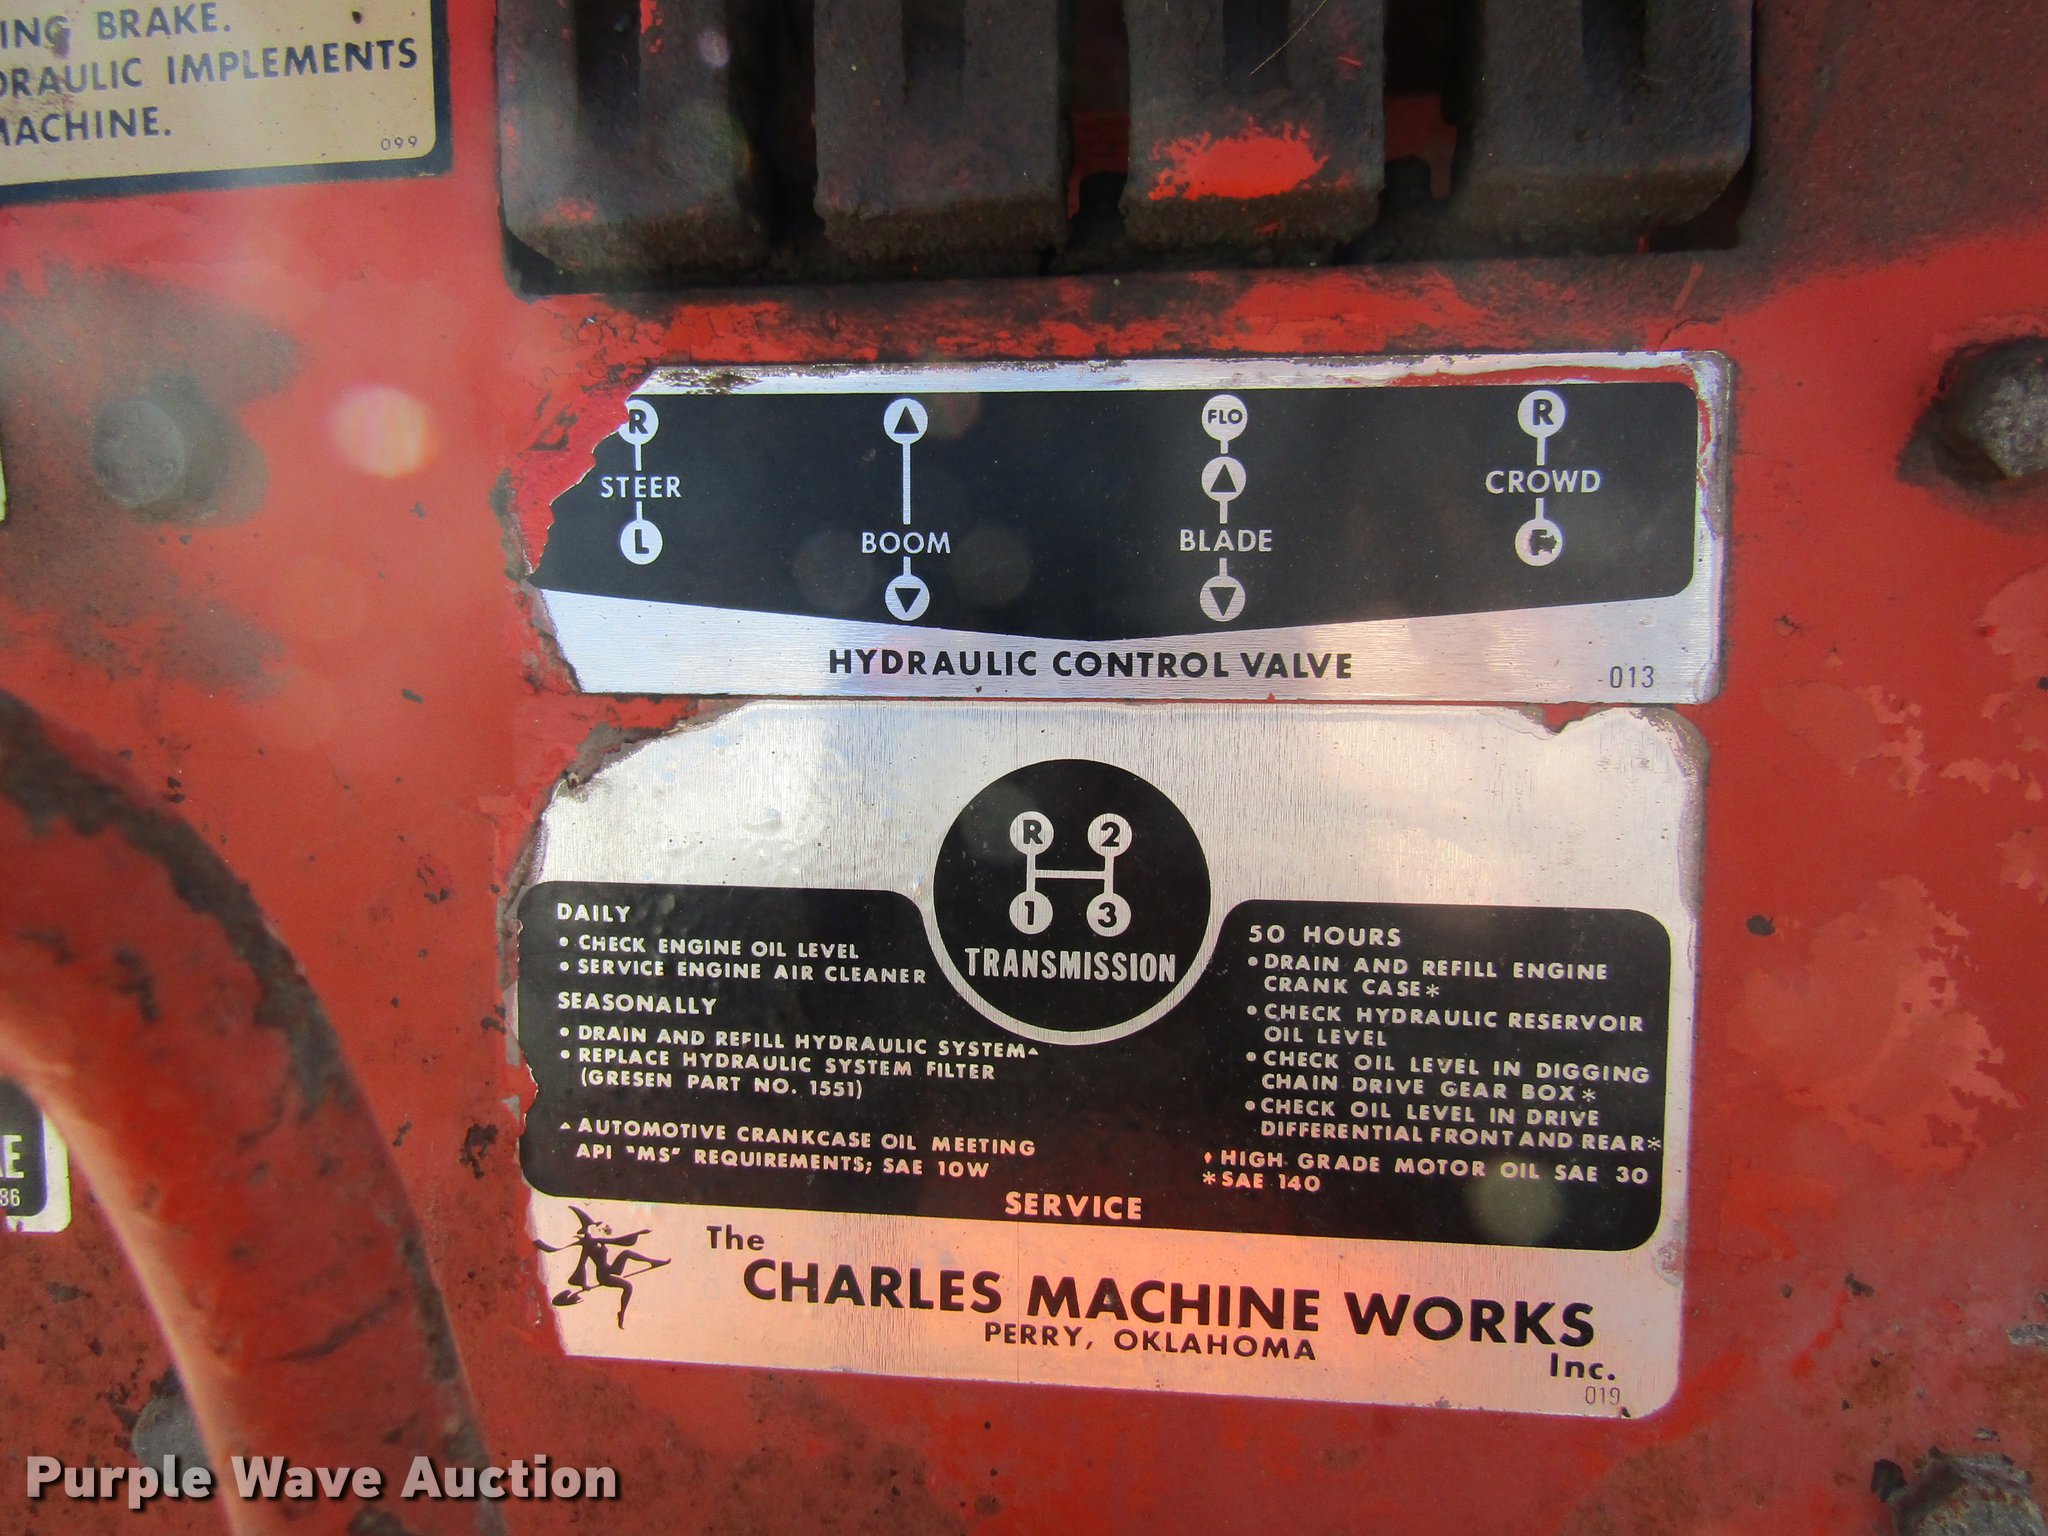 ING BRAKE.
DRAULIC IMPLEMENTS
MACHINE.
099
R FLO R
STEER CROWD
L BOOM BLADE F
HYDRAULIC CONTROL VALVE
013
R 2
1 3
TRANSMISSION
DAILY
• CHECK ENGINE OIL LEVEL
• SERVICE ENGINE AIR CLEANER
SEASONALLY
• DRAIN AND REFILL HYDRAULIC SYSTEM▲
• REPLACE HYDRAULIC SYSTEM FILTER
(GRESEN PART NO. 1551)
▲ AUTOMOTIVE CRANKCASE OIL MEETING
API "MS" REQUIREMENTS; SAE 10W
50 HOURS
• DRAIN AND REFILL ENGINE
CRANK CASE*
• CHECK HYDRAULIC RESERVOIR
OIL LEVEL
• CHECK OIL LEVEL IN DIGGING
CHAIN DRIVE GEAR BOX*
• CHECK OIL LEVEL IN DRIVE
DIFFERENTIAL FRONT AND REAR*
♦ HIGH GRADE MOTOR OIL SAE 30
* SAE 140
SERVICE
The
CHARLES MACHINE WORKS
PERRY, OKLAHOMA
Inc.
019
86
Purple Wave Auction